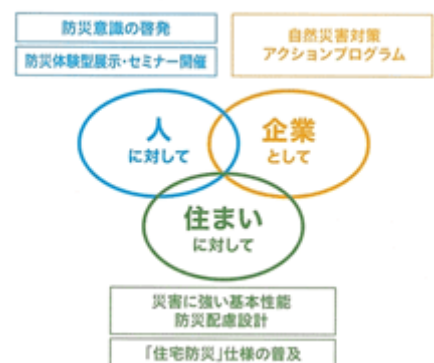 防災意識の啓発
防災体験型展示・セミナー開催
自然災害対策
アクションプログラム
人
に対して
企業
として
住まい
に対して
災害に強い基本性能
防災配慮設計
「住宅防災」仕様の普及